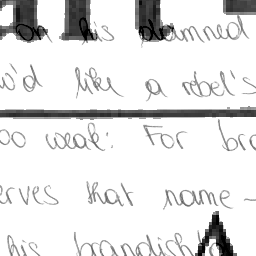 on his damned
w'd like a rebel's
oo weak: For bra
erves that name -
his brandish'd